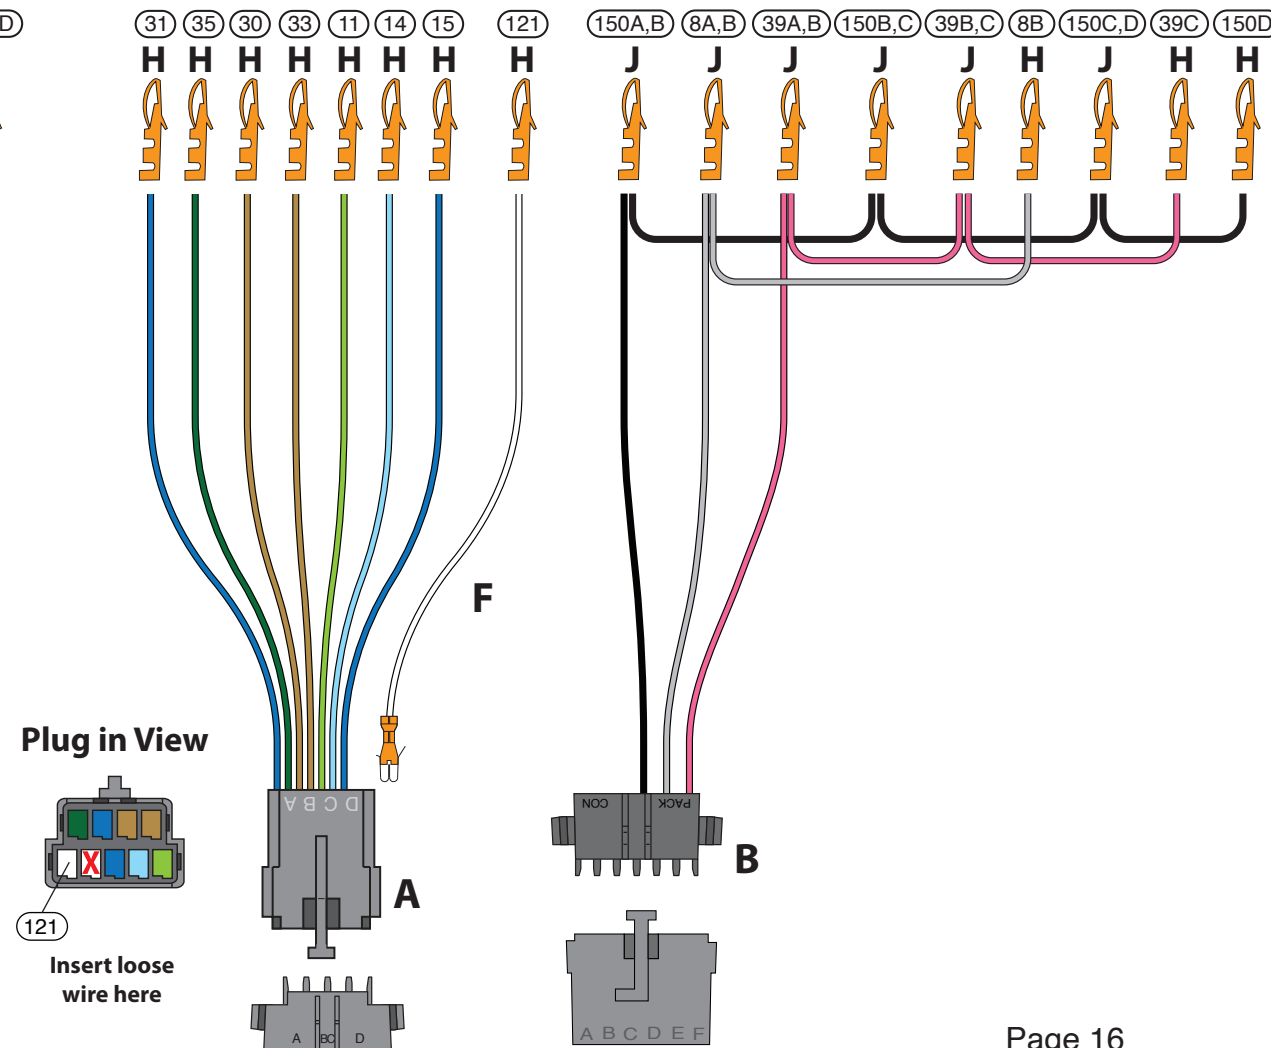 D 31 35 30 33 11 14 15 121 150A,B 8A,B 39A,B 150B,C 39B,C 8B 150C,D 39C 150D
H H H H H H H H J J J J J H J H H
F
Plug in View
A B C D
CON PACK
B
X
A
121
Insert loose
wire here
A BC D
A B C D E F
Page 16